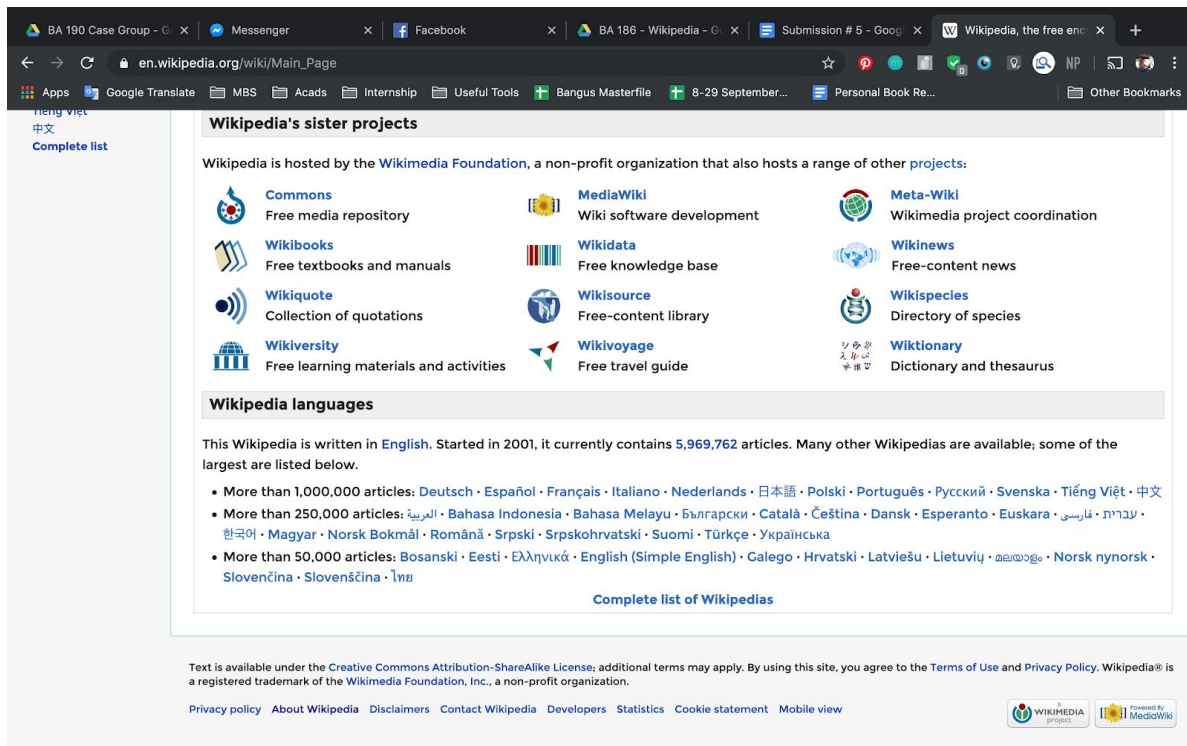 BA 190 Case Group - G
Messenger
Facebook
BA 186 - Wikipedia - G
Submission # 5 - Goog
Wikipedia, the free enc
en.wikipedia.org/wiki/Main_Page
NP
Apps Google Translate MBS Acads Internship Useful Tools Bangus Masterfile 8-29 September... Personal Book Re... Other Bookmarks
Tiếng Việt
中文
Complete list
Wikipedia's sister projects
Wikipedia is hosted by the Wikimedia Foundation, a non-profit organization that also hosts a range of other projects:
Commons
Free media repository
MediaWiki
Wiki software development
Meta-Wiki
Wikimedia project coordination
Wikibooks
Free textbooks and manuals
Wikidata
Free knowledge base
Wikinews
Free-content news
Wikiquote
Collection of quotations
Wikisource
Free-content library
Wikispecies
Directory of species
Wikiversity
Free learning materials and activities
Wikivoyage
Free travel guide
Wiktionary
Dictionary and thesaurus
Wikipedia languages
This Wikipedia is written in English. Started in 2001, it currently contains 5,969,762 articles. Many other Wikipedias are available; some of the
largest are listed below.
• More than 1,000,000 articles: Deutsch · Español · Français · Italiano · Nederlands · 日本語 · Polski · Português · Русский · Svenska · Tiếng Việt · 中文
• More than 250,000 articles: العربية · Bahasa Indonesia · Bahasa Melayu · Български · Català · Čeština · Dansk · Esperanto · Euskara · فارسی · עברית ·
한국어 · Magyar · Norsk Bokmål · Română · Srpski · Srpskohrvatski · Suomi · Türkçe · Українська
• More than 50,000 articles: Bosanski · Eesti · Ελληνικά · English (Simple English) · Galego · Hrvatski · Latviešu · Lietuvių · മലയാളം · Norsk nynorsk ·
Slovenčina · Slovenščina · ไทย
Complete list of Wikipedias
Text is available under the Creative Commons Attribution-ShareAlike License; additional terms may apply. By using this site, you agree to the Terms of Use and Privacy Policy. Wikipedia® is
a registered trademark of the Wikimedia Foundation, Inc., a non-profit organization.
Privacy policy About Wikipedia Disclaimers Contact Wikipedia Developers Statistics Cookie statement Mobile view
A
WIKIMEDIA
project
Powered By
MediaWiki